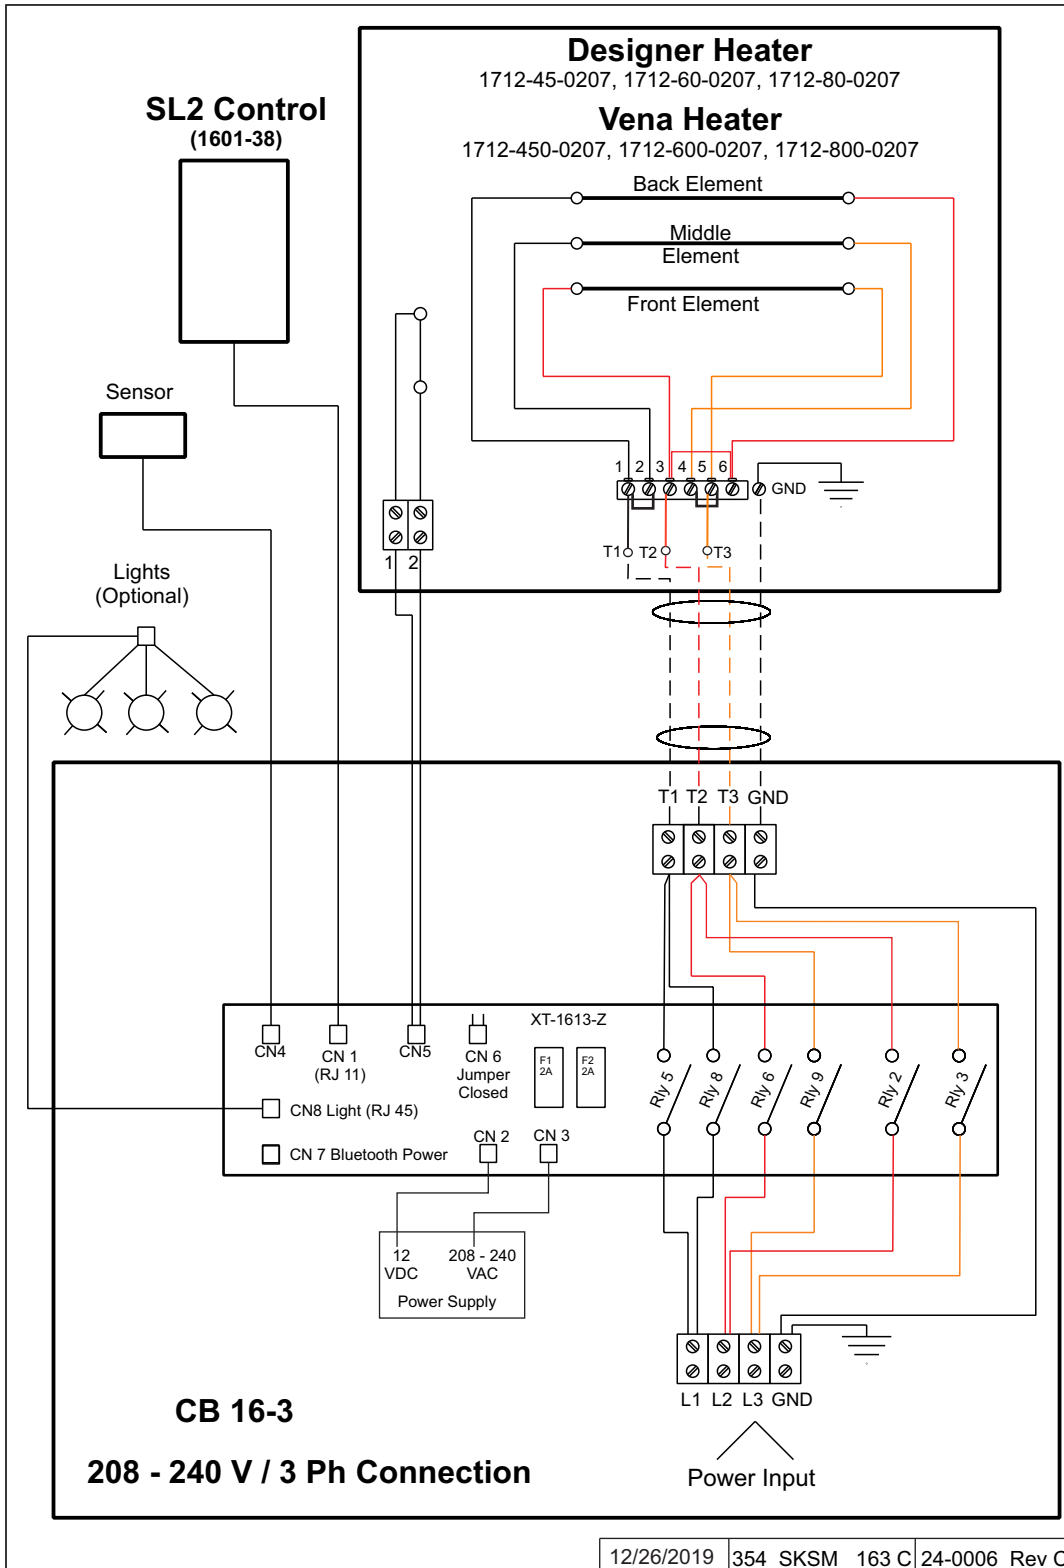 Designer Heater
1712-45-0207, 1712-60-0207, 1712-80-0207
Vena Heater
1712-450-0207, 1712-600-0207, 1712-800-0207
SL2 Control
(1601-38)
Back Element
Middle
Element
Front Element
Sensor
1 2 3 4 5 6
GND
T1 T2 T3
1 2
Lights
(Optional)
T1 T2 T3 GND
XT-1613-Z
CN4
CN 1
(RJ 11)
CN5
CN 6
Jumper
Closed
F1
2A
F2
2A
Rly 5
Rly 8
Rly 6
Rly 9
Rly 2
Rly 3
CN8 Light (RJ 45)
CN 2
CN 3
CN 7 Bluetooth Power
12
VDC
208 - 240
VAC
Power Supply
L1 L2 L3 GND
Power Input
CB 16-3
208 - 240 V / 3 Ph Connection
12/26/2019 354 SKSM 163 C 24-0006 Rev C